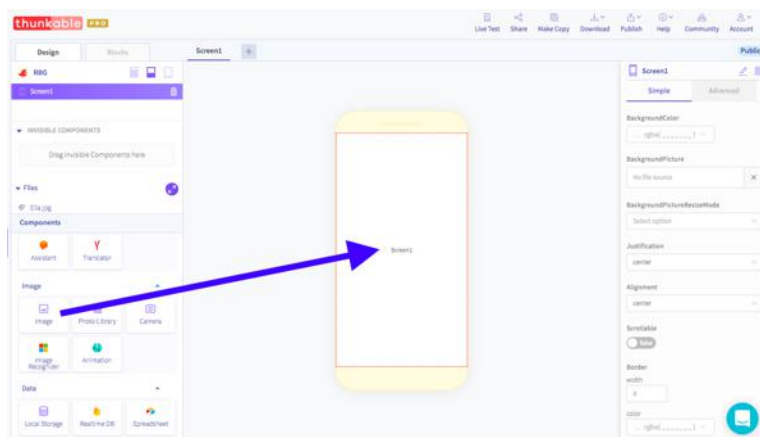 thunkable PRO
Live Test
Share
Make Copy
Download
Publish
Help
Community
Account
Design
Blocks
Screen1
+
Public
Screen1
INVISIBLE COMPONENTS
Drag Invisible Components here
Files
Components
Assistant
Translator
Image
Image
Photo Library
Camera
Image Recognizer
Animation
Data
Local Storage
Realtime DB
Spreadsheet
Screen1
Screen1
Simple
Advanced
BackgroundColor
BackgroundPicture
No file source
BackgroundPictureResizeMode
Select option
Justification
center
Alignment
center
Scrollable
false
Border
width
color